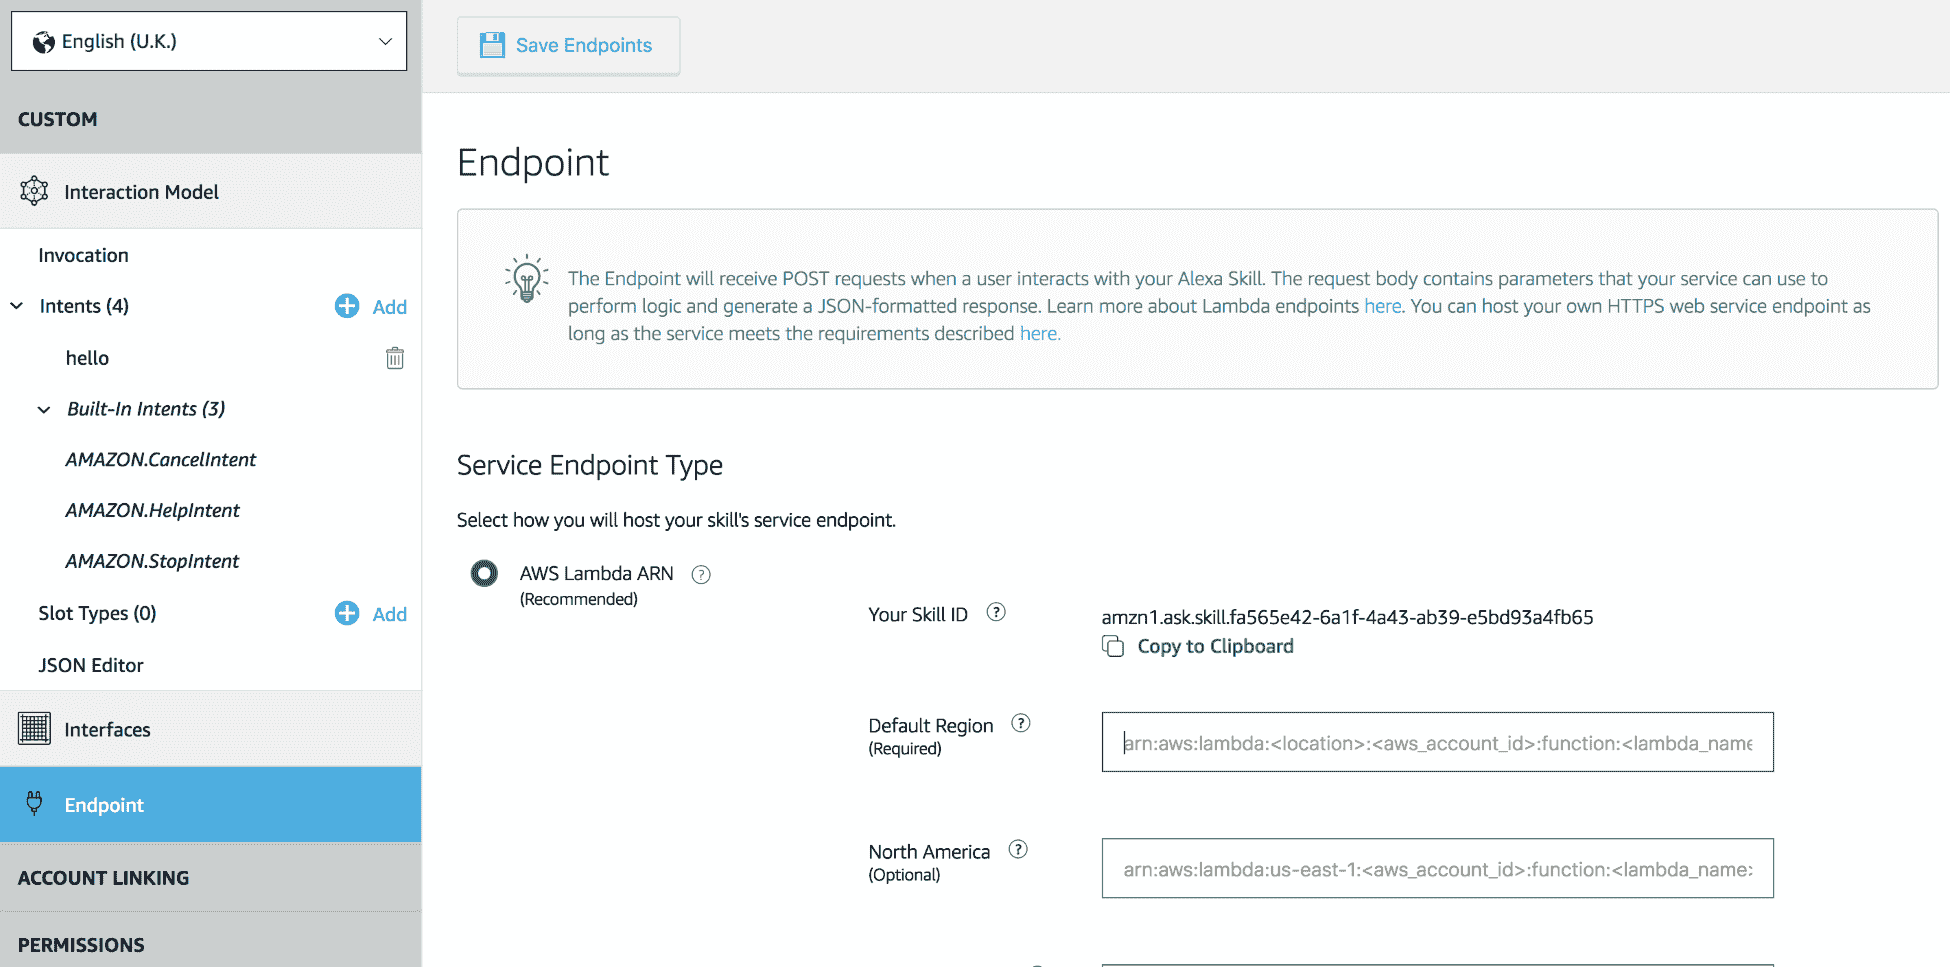 English (U.K.)
CUSTOM
Interaction Model
Invocation
Intents (4)
Add
hello
Built-In Intents (3)
AMAZON.CancelIntent
AMAZON.HelpIntent
AMAZON.StopIntent
Slot Types (0)
Add
JSON Editor
Interfaces
Endpoint
ACCOUNT LINKING
PERMISSIONS
Save Endpoints
Endpoint
The Endpoint will receive POST requests when a user interacts with your Alexa Skill. The request body contains parameters that your service can use to
perform logic and generate a JSON-formatted response. Learn more about Lambda endpoints here. You can host your own HTTPS web service endpoint as
long as the service meets the requirements described here.
Service Endpoint Type
Select how you will host your skill's service endpoint.
AWS Lambda ARN ?
(Recommended)
Your Skill ID ?
amzn1.ask.skill.fa565e42-6a1f-4a43-ab39-e5bd93a4fb65
Copy to Clipboard
Default Region ?
(Required)
arn:aws:lambda:<location>:<aws_account_id>:function:<lambda_name
North America ?
(Optional)
arn:aws:lambda:us-east-1:<aws_account_id>:function:<lambda_name>